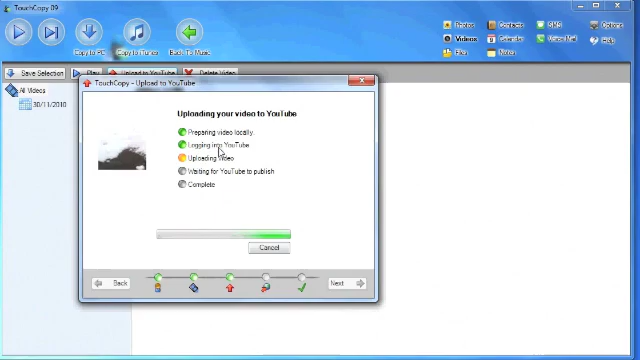 TouchCopy 09
Copy to PC
Copy to iTunes
Back To Music
Photos
Contacts
SMS
Options
Videos
Calendar
Voice Mail
Help
Files
Notes
Save Selection
Play
Upload to YouTube
Delete Video
All Videos
30/11/2010
TouchCopy - Upload to YouTube
Uploading your video to YouTube
Preparing video locally
Logging into YouTube
Uploading video
Waiting for YouTube to publish
Complete
Cancel
Back
Next